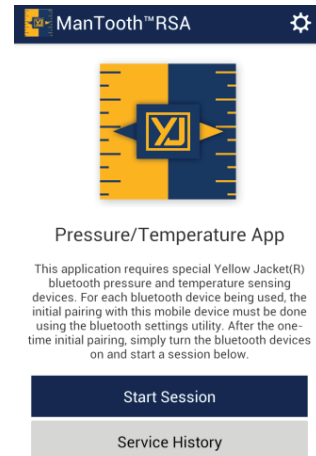 ManTooth™RSA
YJ
Pressure/Temperature App
This application requires special Yellow Jacket(R)
bluetooth pressure and temperature sensing
devices. For each bluetooth device being used, the
initial pairing with this mobile device must be done
using the bluetooth settings utility. After the one-
time initial pairing, simply turn the bluetooth devices
on and start a session below.
Start Session
Service History